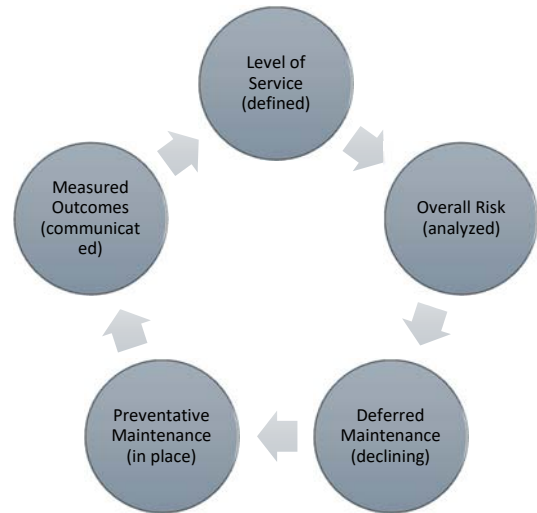 Level of
Service
(defined)
Overall Risk
(analyzed)
Deferred
Maintenance
(declining)
Preventative
Maintenance
(in place)
Measured
Outcomes
(communicat
ed)